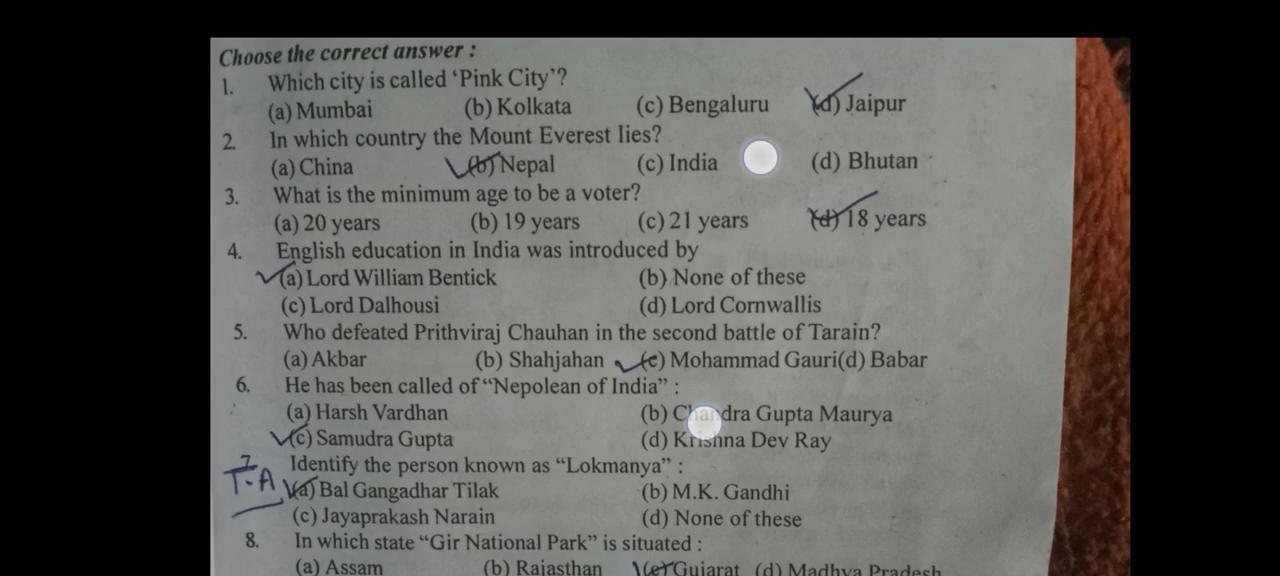 Choose the correct answer :
1. Which city is called ‘Pink City’?
(a) Mumbai (b) Kolkata (c) Bengaluru (d) Jaipur
2. In which country the Mount Everest lies?
(a) China (b) Nepal (c) India (d) Bhutan
3. What is the minimum age to be a voter?
(a) 20 years (b) 19 years (c) 21 years (d) 18 years
4. English education in India was introduced by
(a) Lord William Bentick (b) None of these
(c) Lord Dalhousi (d) Lord Cornwallis
5. Who defeated Prithviraj Chauhan in the second battle of Tarain?
(a) Akbar (b) Shahjahan (c) Mohammad Gauri(d) Babar
6. He has been called of “Nepolean of India” :
(a) Harsh Vardhan (b) Chandra Gupta Maurya
(c) Samudra Gupta (d) Krishna Dev Ray
7. Identify the person known as “Lokmanya” :
T-A (a) Bal Gangadhar Tilak (b) M.K. Gandhi
(c) Jayaprakash Narain (d) None of these
8. In which state “Gir National Park” is situated :
(a) Assam (b) Rajasthan (c) Gujarat (d) Madhya Pradesh